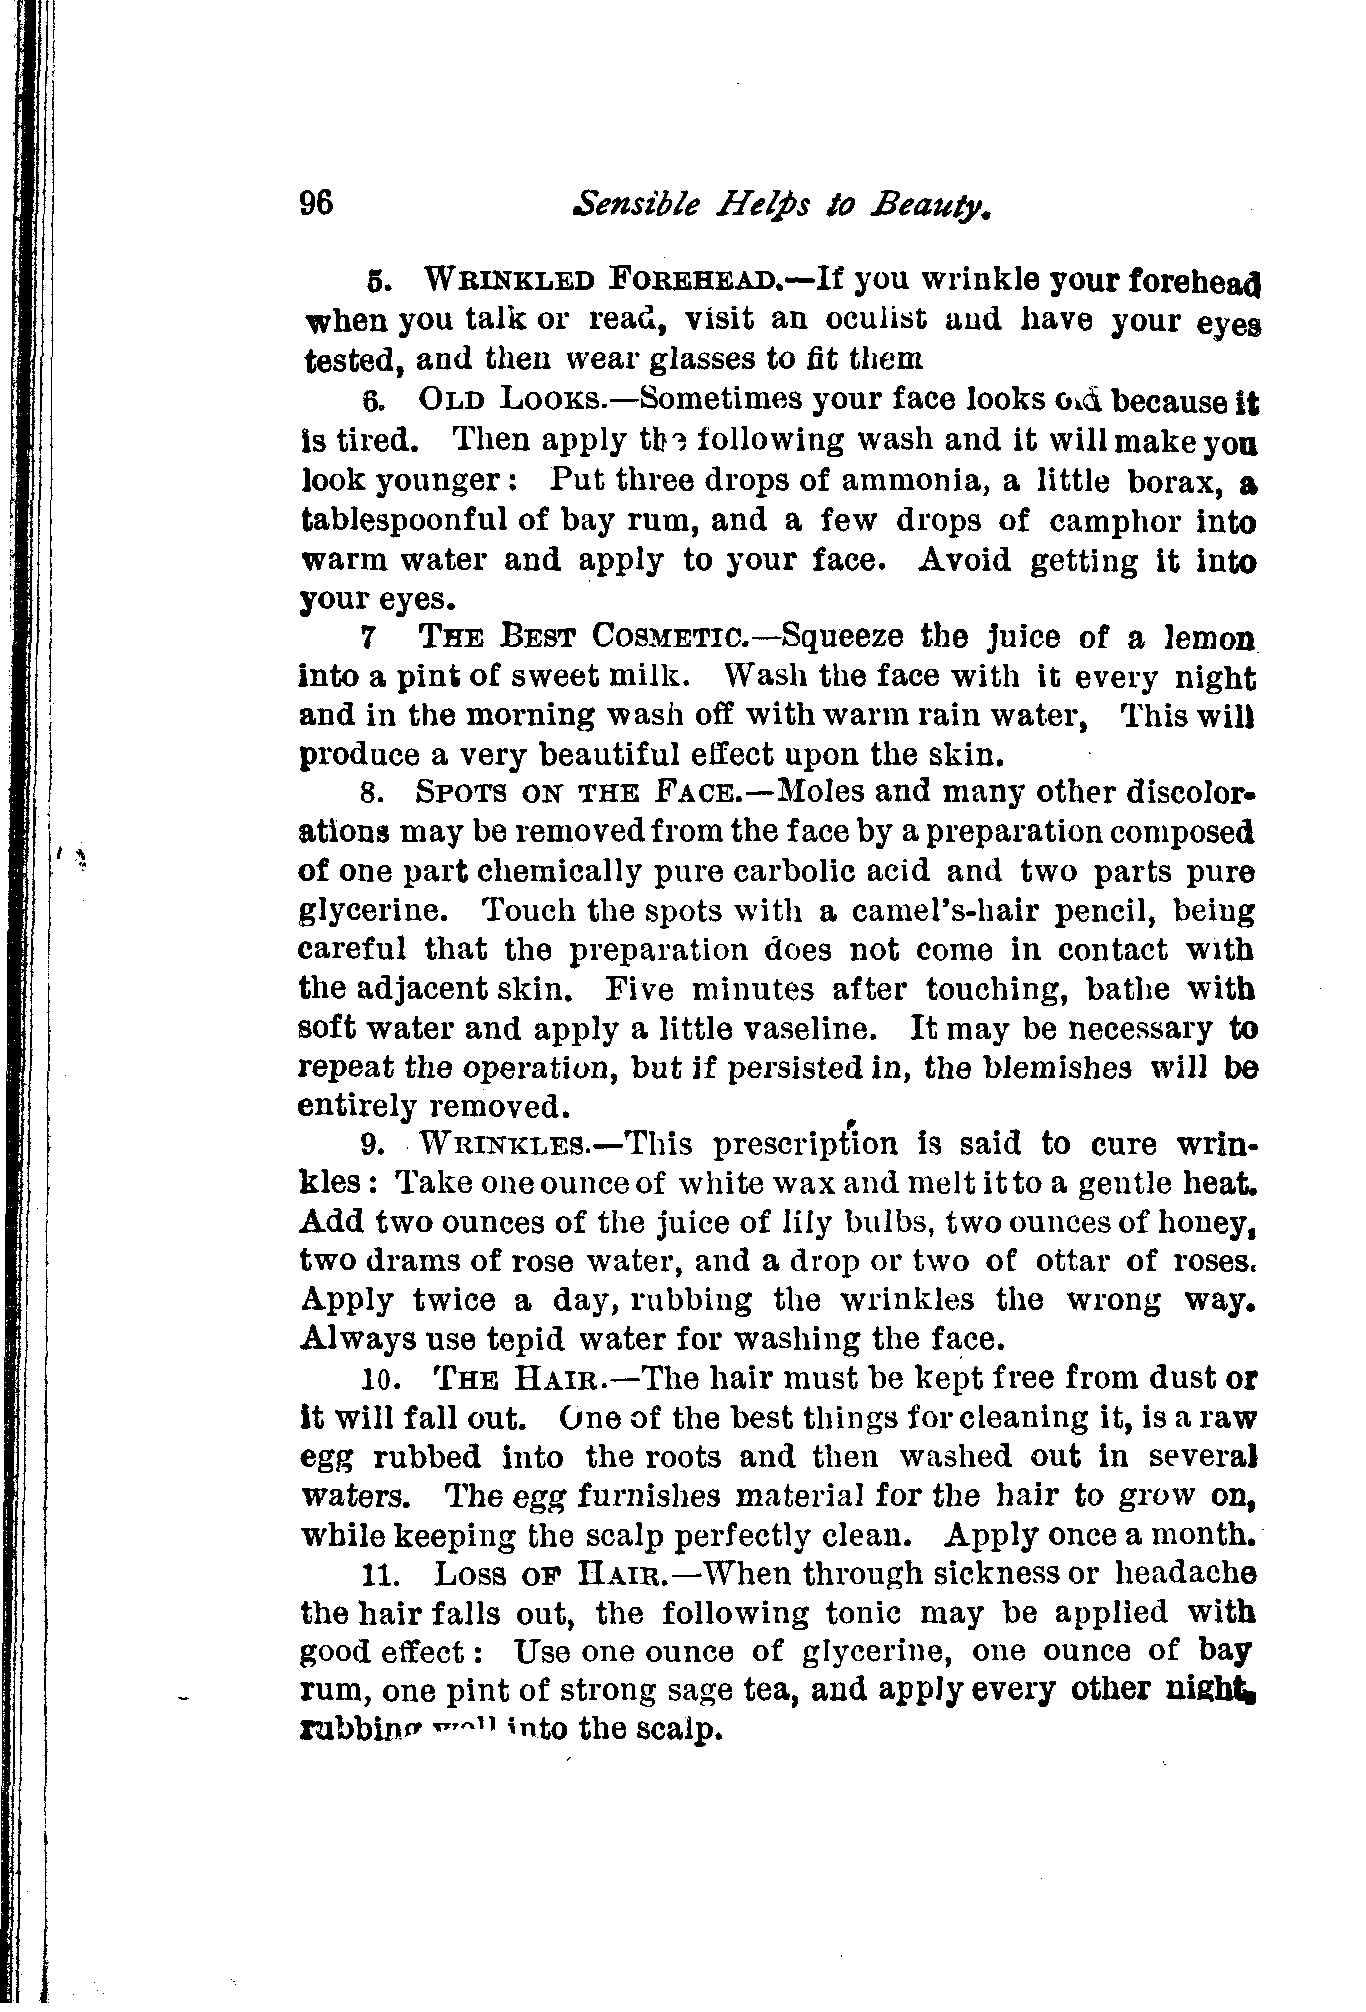 96 Sensible Helps to Beauty.
5. WRINKLED FOREHEAD.—If you wrinkle your forehead
when you talk or read, visit an oculist and have your eyes
tested, and then wear glasses to fit them
6. OLD LOOKS.—Sometimes your face looks old because it
is tired. Then apply the following wash and it will make you
look younger: Put three drops of ammonia, a little borax, a
tablespoonful of bay rum, and a few drops of camphor into
warm water and apply to your face. Avoid getting it into
your eyes.
7 THE BEST COSMETIC.—Squeeze the juice of a lemon
into a pint of sweet milk. Wash the face with it every night
and in the morning wash off with warm rain water, This will
produce a very beautiful effect upon the skin.
8. SPOTS ON THE FACE.—Moles and many other discolor-
ations may be removed from the face by a preparation composed
of one part chemically pure carbolic acid and two parts pure
glycerine. Touch the spots with a camel's-hair pencil, being
careful that the preparation does not come in contact with
the adjacent skin. Five minutes after touching, bathe with
soft water and apply a little vaseline. It may be necessary to
repeat the operation, but if persisted in, the blemishes will be
entirely removed.
9. WRINKLES.—This prescription is said to cure wrin-
kles: Take one ounce of white wax and melt it to a gentle heat.
Add two ounces of the juice of lily bulbs, two ounces of honey,
two drams of rose water, and a drop or two of ottar of roses.
Apply twice a day, rubbing the wrinkles the wrong way.
Always use tepid water for washing the face.
10. THE HAIR.—The hair must be kept free from dust or
it will fall out. One of the best things for cleaning it, is a raw
egg rubbed into the roots and then washed out in several
waters. The egg furnishes material for the hair to grow on,
while keeping the scalp perfectly clean. Apply once a month.
11. LOSS OF HAIR.—When through sickness or headache
the hair falls out, the following tonic may be applied with
good effect: Use one ounce of glycerine, one ounce of bay
rum, one pint of strong sage tea, and apply every other night,
rubbing well into the scalp.